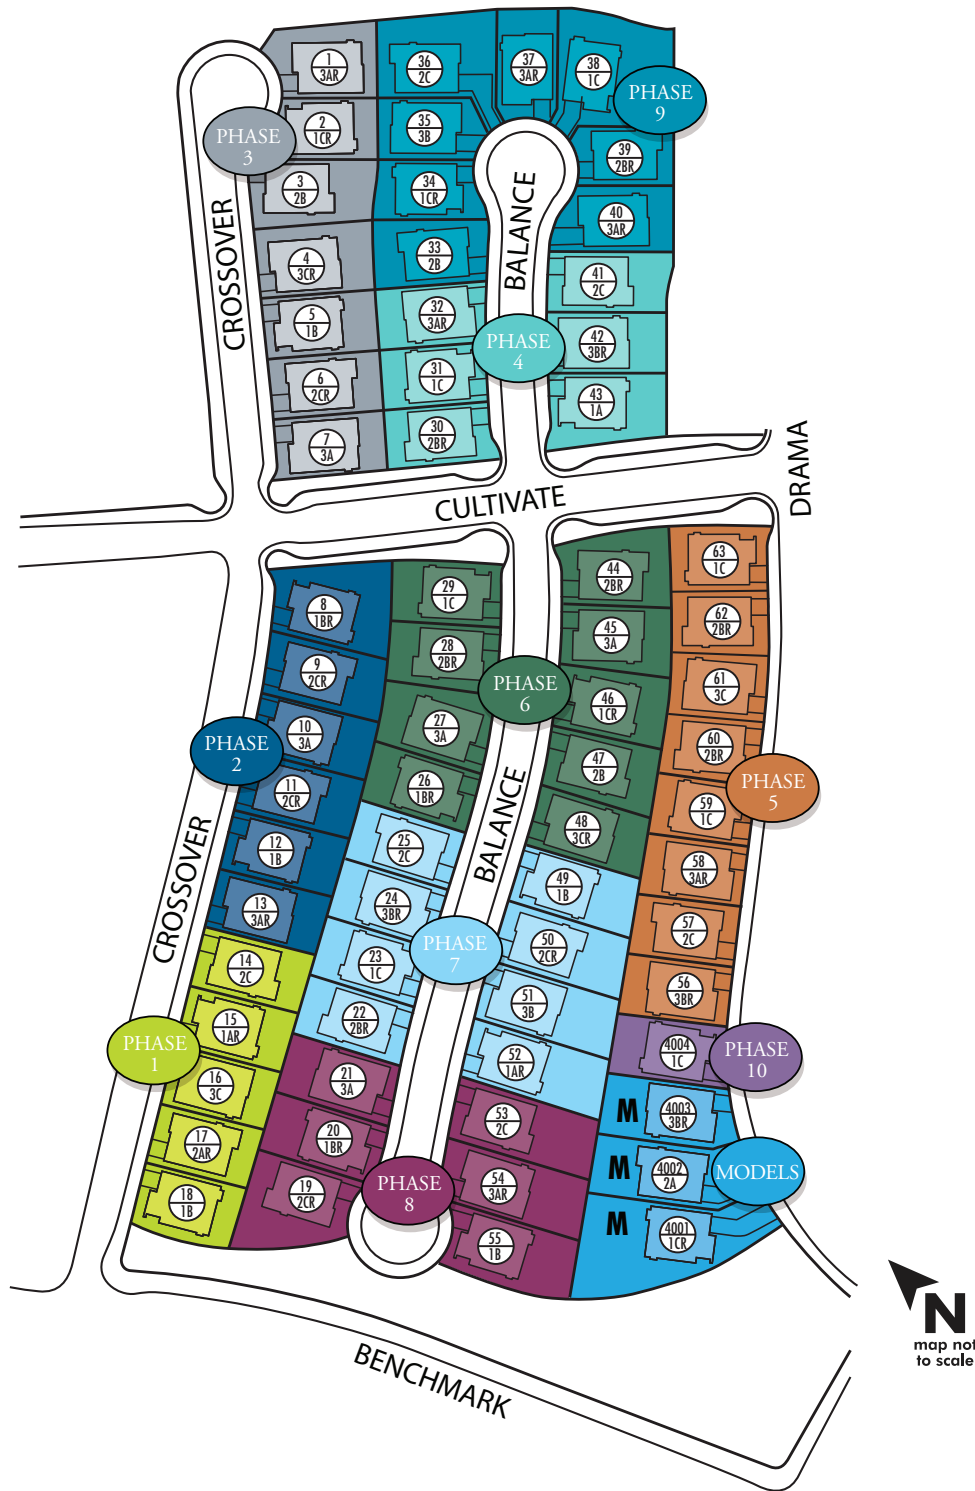 1
3AR
36
2C
37
3AR
38
1C
PHASE
9
2
1CR
35
3B
PHASE
3
39
2BR
3
2B
34
1CR
40
3AR
CROSSOVER
BALANCE
4
3CR
33
2B
41
2C
5
1B
32
3AR
PHASE
4
42
3BR
6
2CR
31
1C
43
1A
7
3A
30
2BR
DRAMA
CULTIVATE
8
1BR
29
1C
44
2BR
63
1C
9
2CR
28
2BR
45
3A
62
2BR
PHASE
6
61
3C
10
3A
27
3A
46
1CR
60
2BR
PHASE
2
11
2CR
26
1BR
47
2B
PHASE
5
59
1C
12
1B
25
2C
BALANCE
48
3CR
58
3AR
CROSSOVER
13
3AR
24
3BR
49
1B
57
2C
14
2C
23
1C
PHASE
7
50
2CR
56
3BR
15
1AR
22
2BR
51
3B
PHASE
1
52
1AR
4004
1C
PHASE
10
16
3C
21
3A
53
2C
M
4003
3BR
17
2AR
20
1BR
54
3AR
M
4002
2A
MODELS
18
1B
19
2CR
PHASE
8
55
1B
M
4001
1CR
N
map not
to scale
BENCHMARK